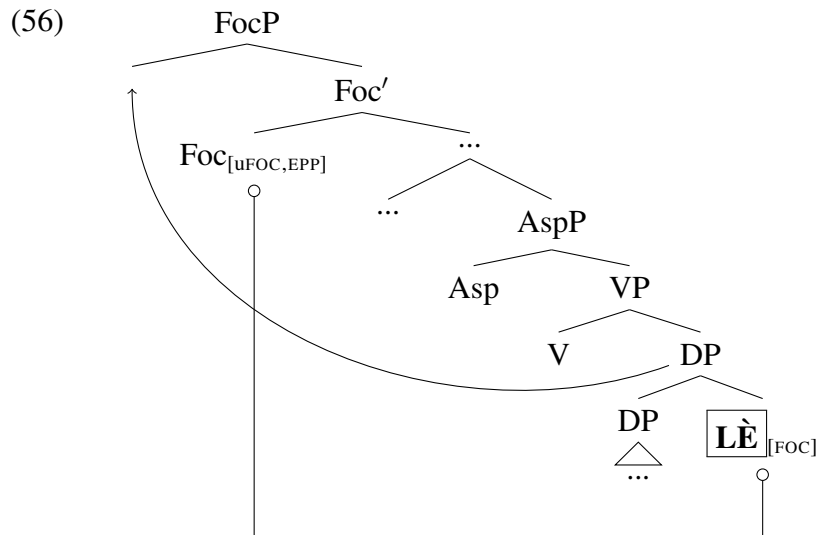 (56) FocP
Foc′
Foc[uFOC,EPP] ...
... AspP
Asp VP
V DP
DP LÈ[FOC]
...